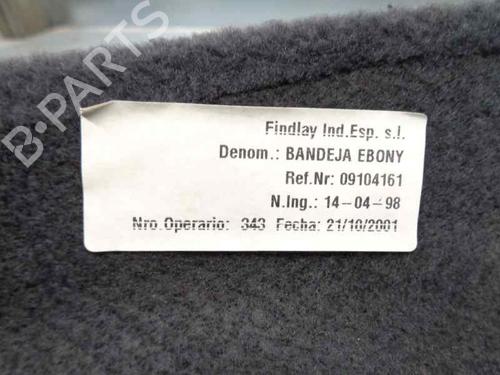 Findlay Ind.Esp. s.l.
Denom.: BANDEJA EBONY
Ref.Nr: 09104161
N.Ing.: 14-04-98
Nro.Operario: 343 Fecha: 21/10/2001
B-PARTS